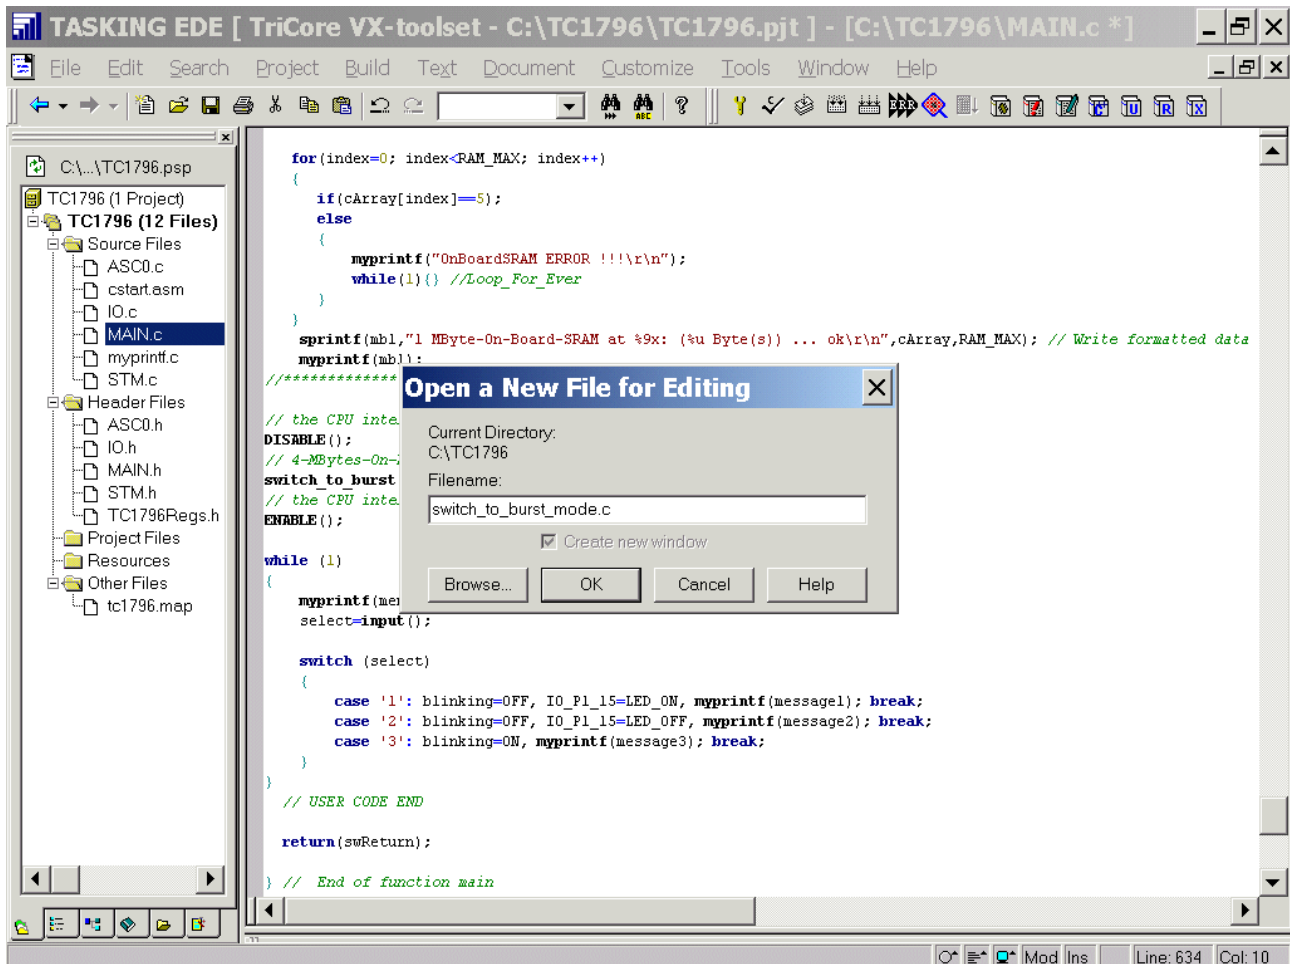 TASKING EDE [ TriCore VX-toolset - C:\TC1796\TC1796.pjt ] - [C:\TC1796\MAIN.c *]
File Edit Search Project Build Text Document Customize Tools Window Help
C:\...\TC1796.psp
TC1796 (1 Project)
TC1796 (12 Files)
Source Files
ASC0.c
cstart.asm
IO.c
MAIN.c
myprintf.c
STM.c
Header Files
ASC0.h
IO.h
MAIN.h
STM.h
TC1796Regs.h
Project Files
Resources
Other Files
tc1796.map
for(index=0; index<RAM_MAX; index++)
{
if(cArray[index]==5);
else
{
myprintf("OnBoardSRAM ERROR !!!\r\n");
while(1){} //Loop_For_Ever
}
}
sprintf(mbl,"1 MByte-On-Board-SRAM at %9x: (%u Byte(s)) ... ok\r\n",cArray,RAM_MAX); // Write formatted data
myprintf(mbl);
//*************
// the CPU inte
DISABLE();
// 4-MBytes-On-
switch_to_burst
// the CPU inte
ENABLE();
while (1)
{
myprintf(me
select=input();
switch (select)
{
case '1': blinking=OFF, IO_P1_15=LED_ON, myprintf(message1); break;
case '2': blinking=OFF, IO_P1_15=LED_OFF, myprintf(message2); break;
case '3': blinking=ON, myprintf(message3); break;
}
}
// USER CODE END
return(swReturn);
} // End of function main
Open a New File for Editing
Current Directory:
C:\TC1796
Filename:
switch_to_burst_mode.c
Create new window
Browse... OK Cancel Help
Mod Ins Line: 634 Col: 10